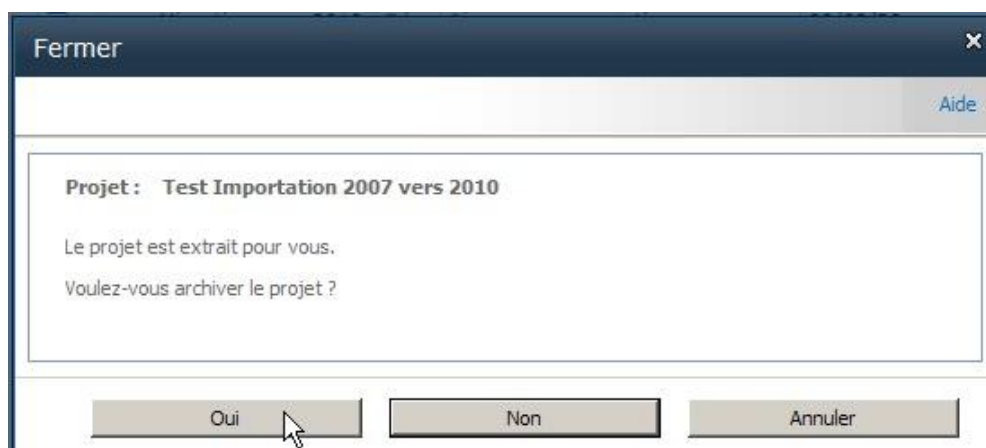 Fermer
Aide
Projet : Test Importation 2007 vers 2010
Le projet est extrait pour vous.
Voulez-vous archiver le projet ?
Oui Non Annuler